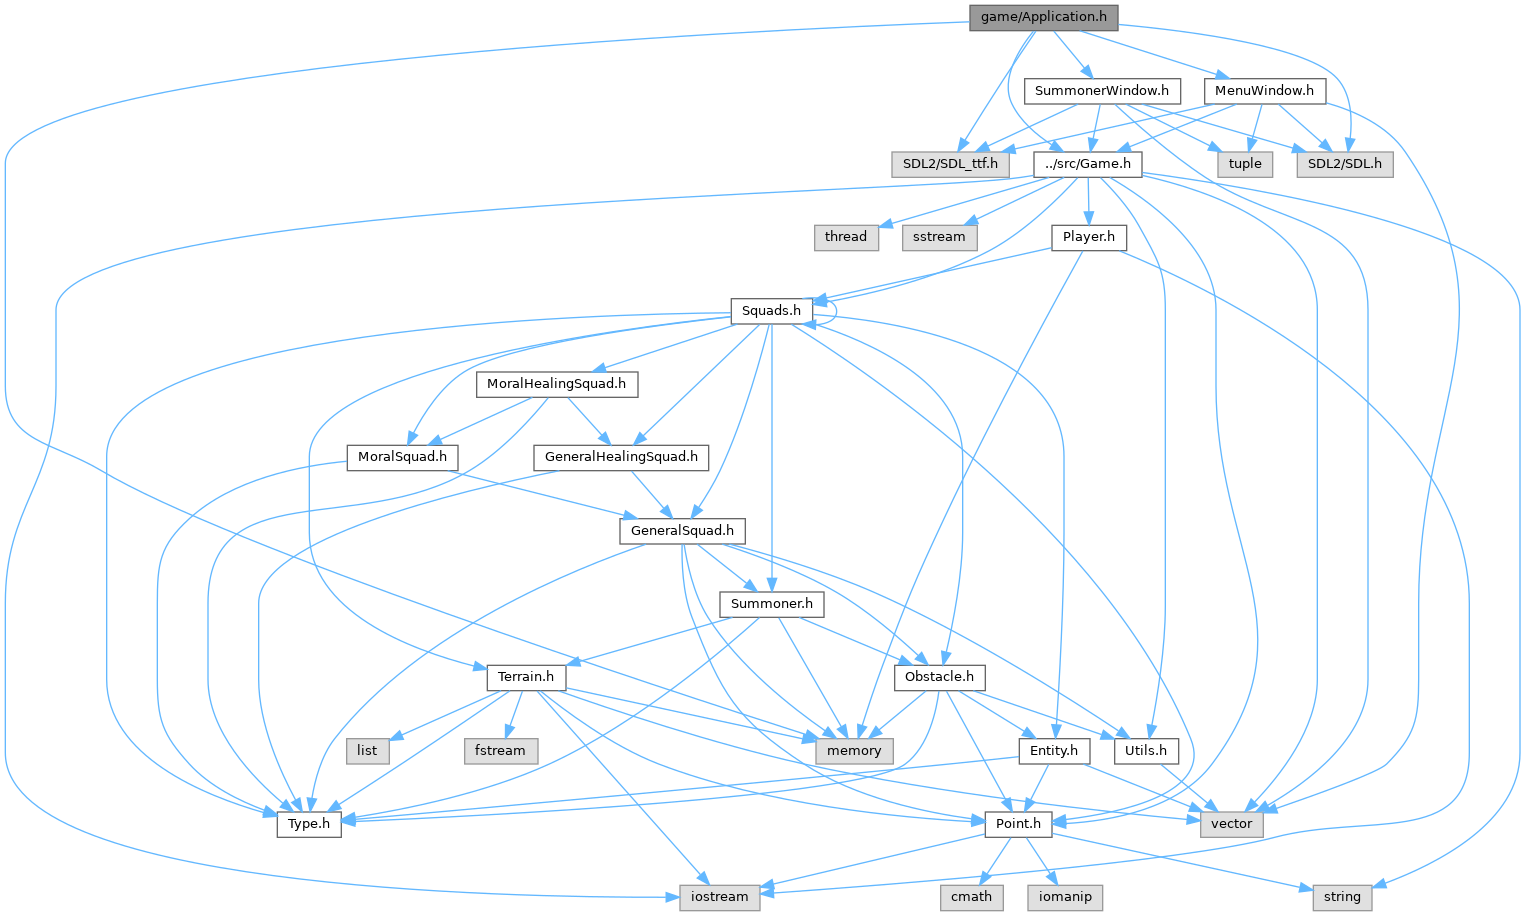 game/Application.h
SummonerWindow.h
MenuWindow.h
SDL2/SDL_ttf.h
../src/Game.h
tuple
SDL2/SDL.h
thread
sstream
Player.h
Squads.h
MoralHealingSquad.h
MoralSquad.h
GeneralHealingSquad.h
GeneralSquad.h
Summoner.h
Terrain.h
Obstacle.h
list
fstream
memory
Entity.h
Utils.h
Type.h
Point.h
vector
iostream
cmath
iomanip
string